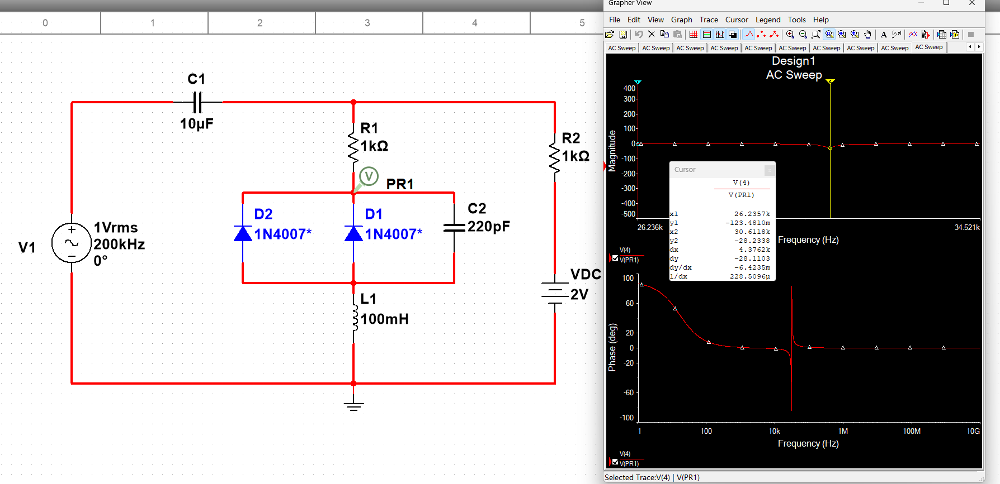 0 1 2 3 4 5
C1
10µF
R1
1kΩ
R2
1kΩ
V
PR1
D2
1N4007*
D1
1N4007*
C2
220pF
V1
1Vrms
200kHz
0°
VDC
2V
L1
100mH
Grapher View
File Edit View Graph Trace Cursor Legend Tools Help
AC Sweep AC Sweep AC Sweep AC Sweep AC Sweep AC Sweep AC Sweep AC Sweep AC Sweep AC Sweep
Design1
AC Sweep
1 2
Magnitude
400
300
200
100
0
-100
-200
-300
-400
-500
26.236k 34.521k
Frequency (Hz)
V(4)
V(PR1)
Cursor
V(4)
V(PR1)
x1 26.2357k
y1 -123.4810m
x2 30.6118k
y2 -28.2338
dx 4.3762k
dy -28.1103
dy/dx -6.4235m
1/dx 228.5096µ
Phase (deg)
100
60
20
0
-20
-60
-100
1 100 10k 1M 100M 10G
Frequency (Hz)
V(4)
V(PR1)
Selected Trace:V(4) | V(PR1)